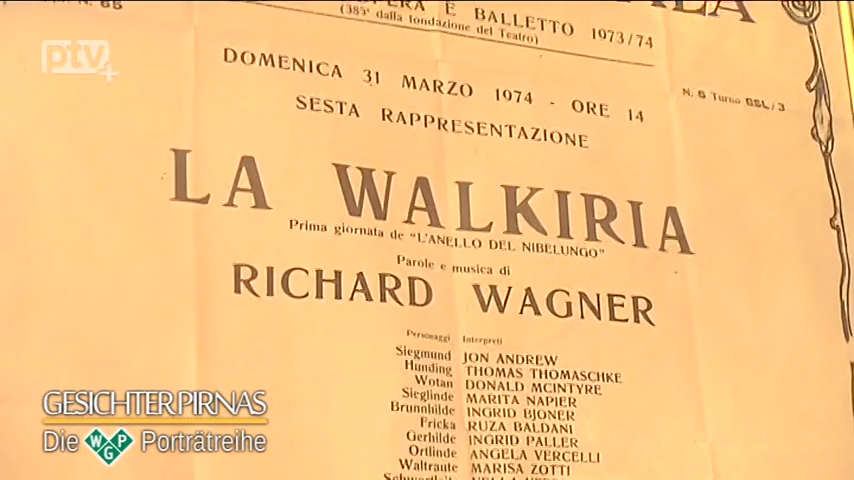 N. 65
OPERA E BALLETTO 1973/74
(383ª dalla fondazione del Teatro)
ptv+
DOMENICA 31 MARZO 1974 - ORE 14
N. 6 Turno GSL/3
SESTA RAPPRESENTAZIONE
LA WALKIRIA
Prima giornata de "L'ANELLO DEL NIBELUNGO"
Parole e musica di
RICHARD WAGNER
Personaggi Interpreti
Siegmund JON ANDREW
Hunding THOMAS THOMASCHKE
Wotan DONALD MCINTYRE
Sieglinde MARITA NAPIER
Brunnhilde INGRID BJONER
Fricka RUZA BALDANI
Gerhilde INGRID PALLER
Ortlinde ANGELA VERCELLI
Waltraute MARISA ZOTTI
GESICHTER PIRNAS
Die WGP Porträtreihe